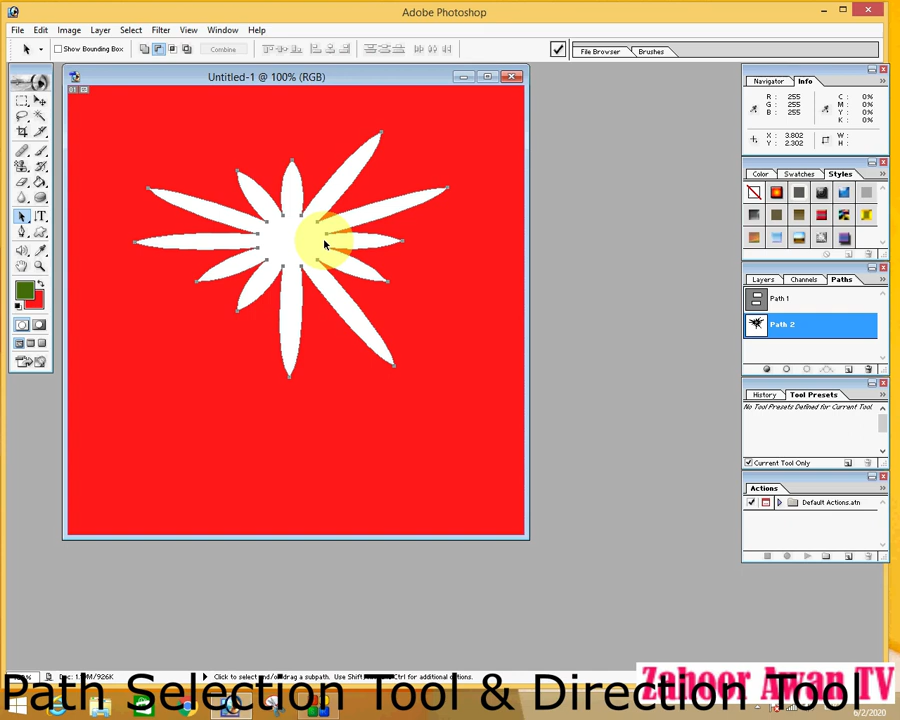 Adobe Photoshop
File Edit Image Layer Select Filter View Window Help
Show Bounding Box
Combine
File Browser
Brushes
Untitled-1 @ 100% (RGB)
01
Navigator Info
R: 255 C: 0%
G: 255 M: 0%
B: 255 Y: 0%
K: 0%
X: 3.802 W:
Y: 2.302 H:
Color Swatches Styles
Layers Channels Paths
Path 1
Path 2
History Tool Presets
No Tool Presets Defined for Current Tool.
Current Tool Only
Actions
Default Actions.atn
Click to select and/or drag a subpath. Use Shift
Ctrl for additional options.
Path Selection Tool & Direction Tool
Zahoor Awan TV
6/2/2020